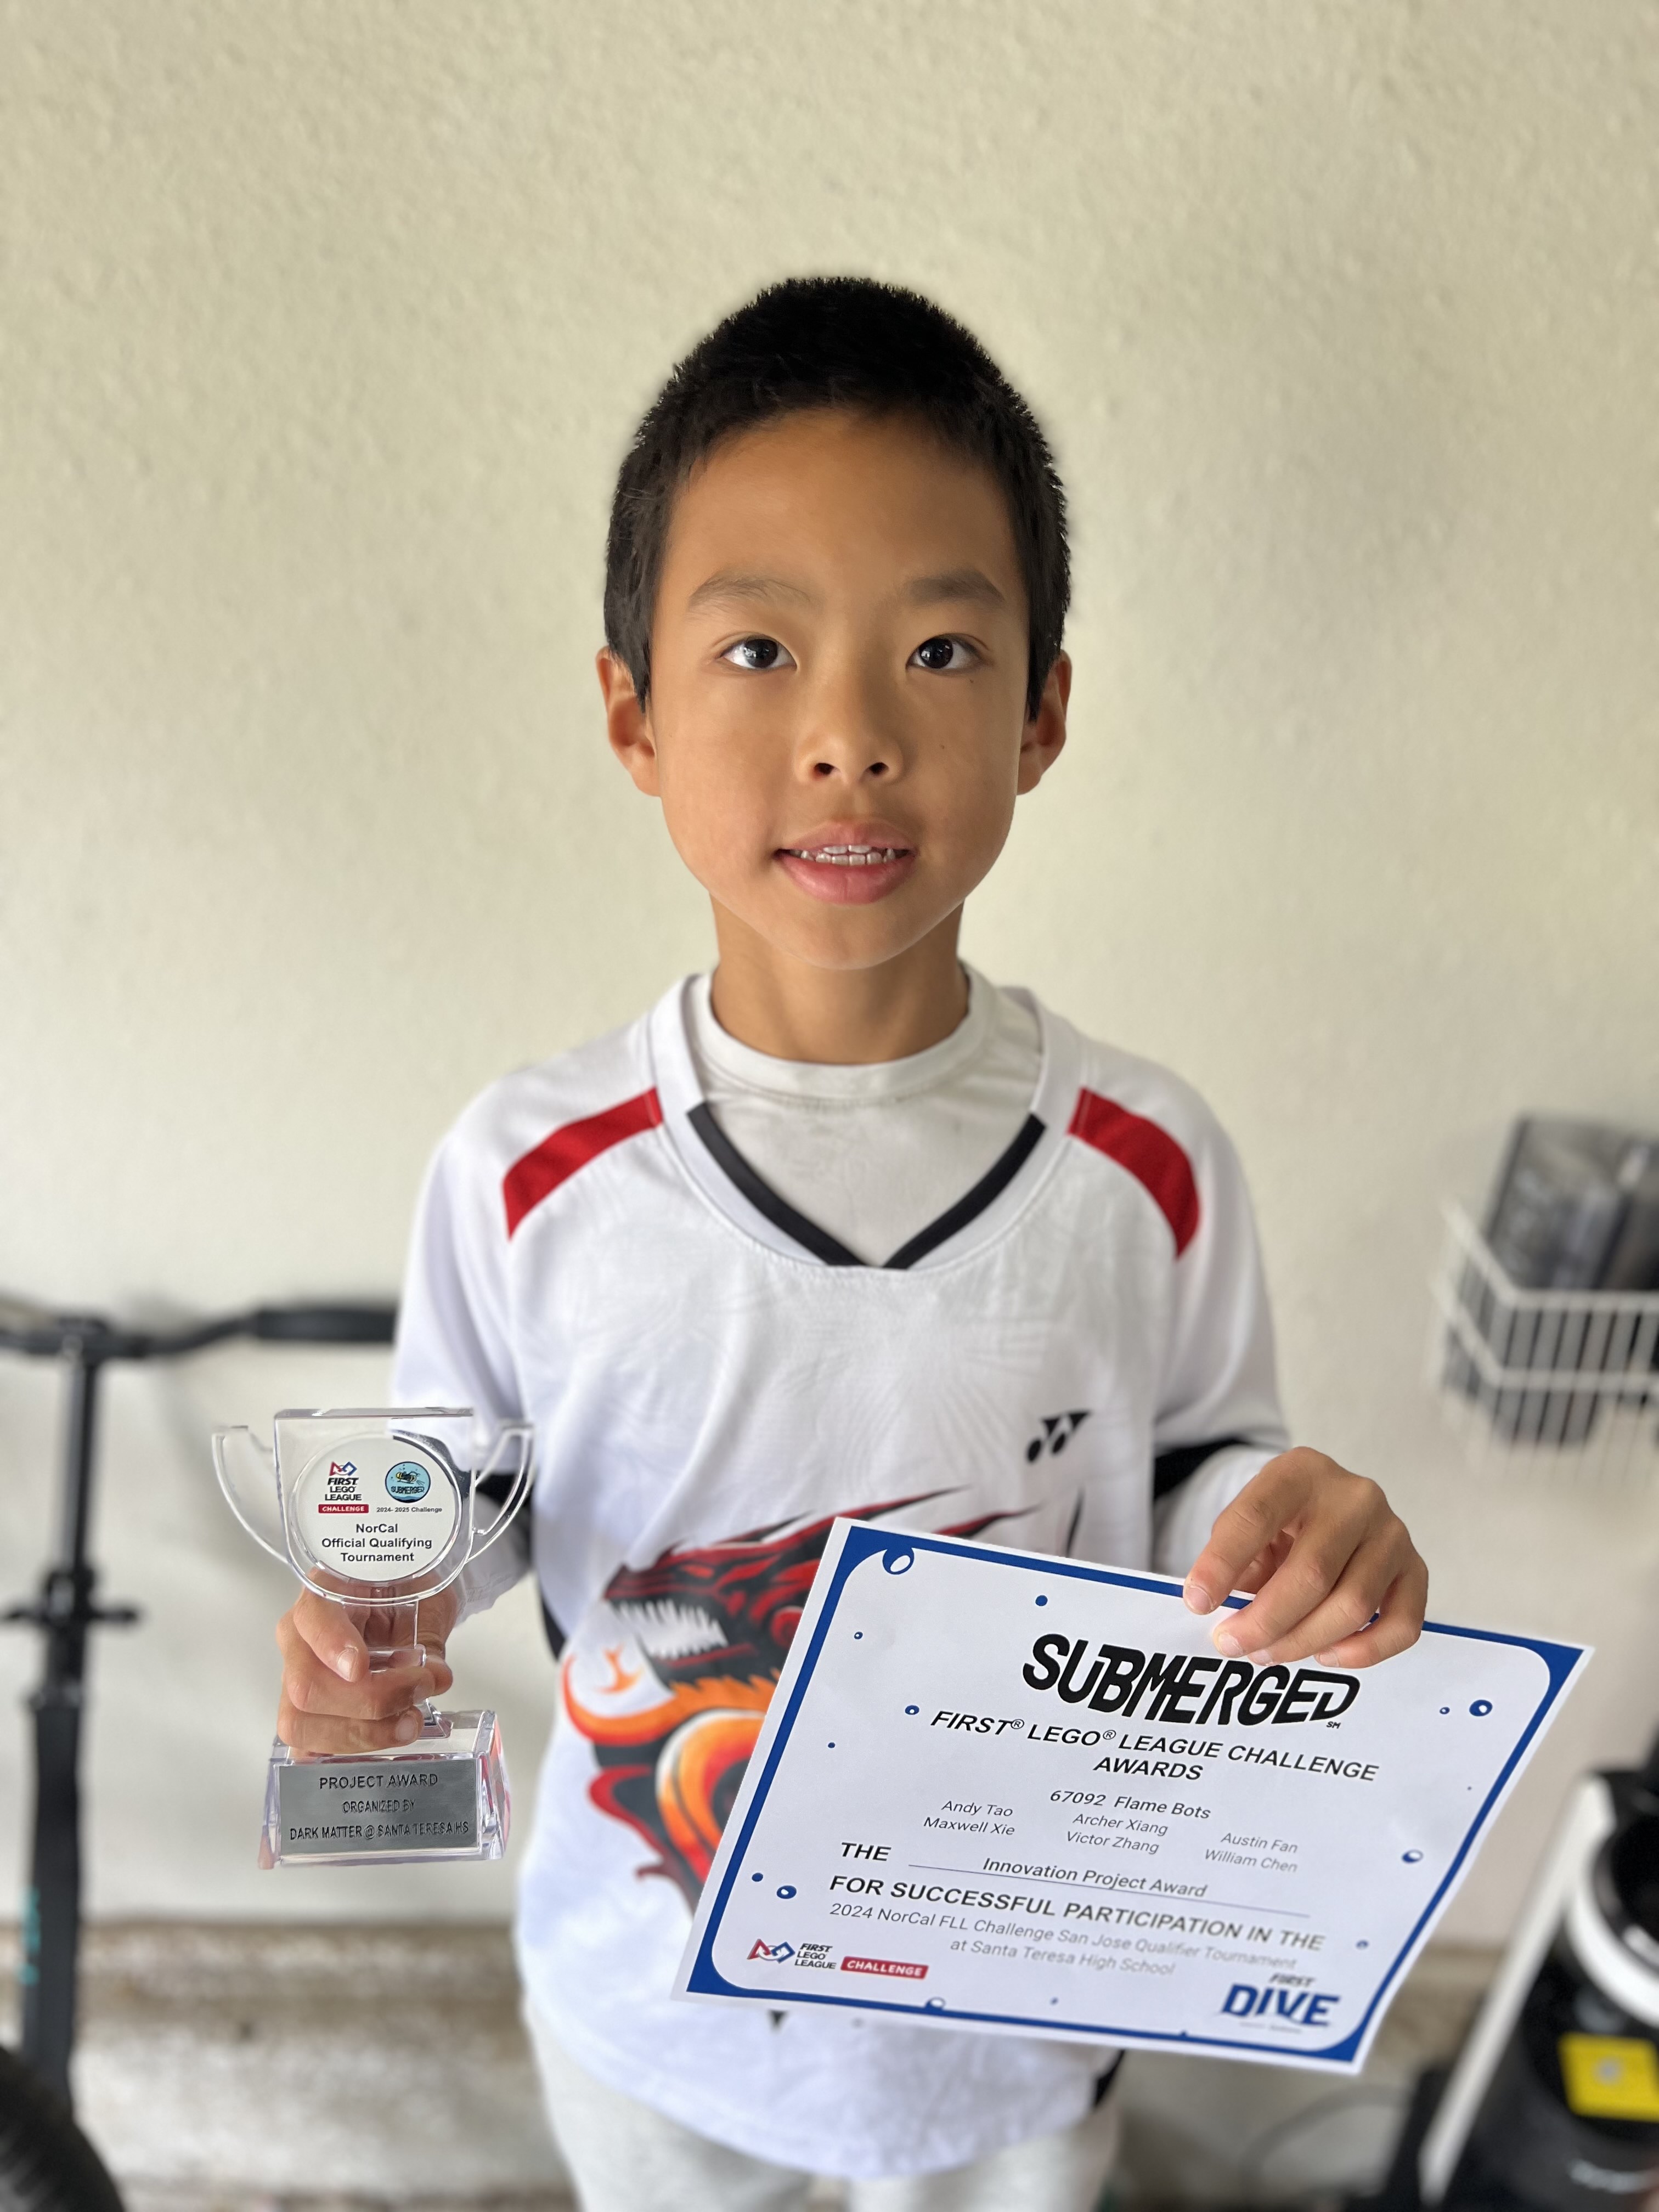 FIRST
LEGO
LEAGUE
CHALLENGE
SUBMERGED
2024-2025 Challenge
NorCal
Official Qualifying
Tournament
PROJECT AWARD
ORGANIZED BY
DARK MATTER @ SANTA TERESA HS
SUBMERGED℠
FIRST® LEGO® LEAGUE CHALLENGE
AWARDS
67092 Flame Bots
Andy Tao Archer Xiang Austin Fan
Maxwell Xie Victor Zhang William Chen
THE Innovation Project Award
FOR SUCCESSFUL PARTICIPATION IN THE
2024 NorCal FLL Challenge San Jose Qualifier Tournament
at Santa Teresa High School
FIRST
LEGO
LEAGUE
CHALLENGE
FIRST
DIVE